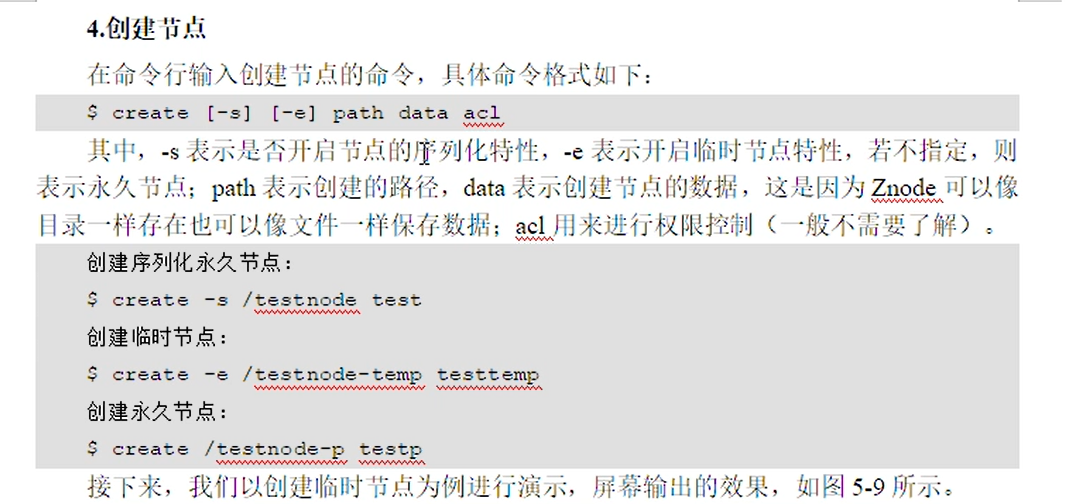 4.创建节点
在命令行输入创建节点的命令，具体命令格式如下：
$ create [-s] [-e] path data acl
其中，-s 表示是否开启节点的序列化特性，-e 表示开启临时节点特性，若不指定，则
表示永久节点；path 表示创建的路径，data 表示创建节点的数据，这是因为 Znode 可以像
目录一样存在也可以像文件一样保存数据；acl 用来进行权限控制（一般不需要了解）。
创建序列化永久节点：
$ create -s /testnode test
创建临时节点：
$ create -e /testnode-temp testtemp
创建永久节点：
$ create /testnode-p testp
接下来，我们以创建临时节点为例进行演示，屏幕输出的效果，如图 5-9 所示。